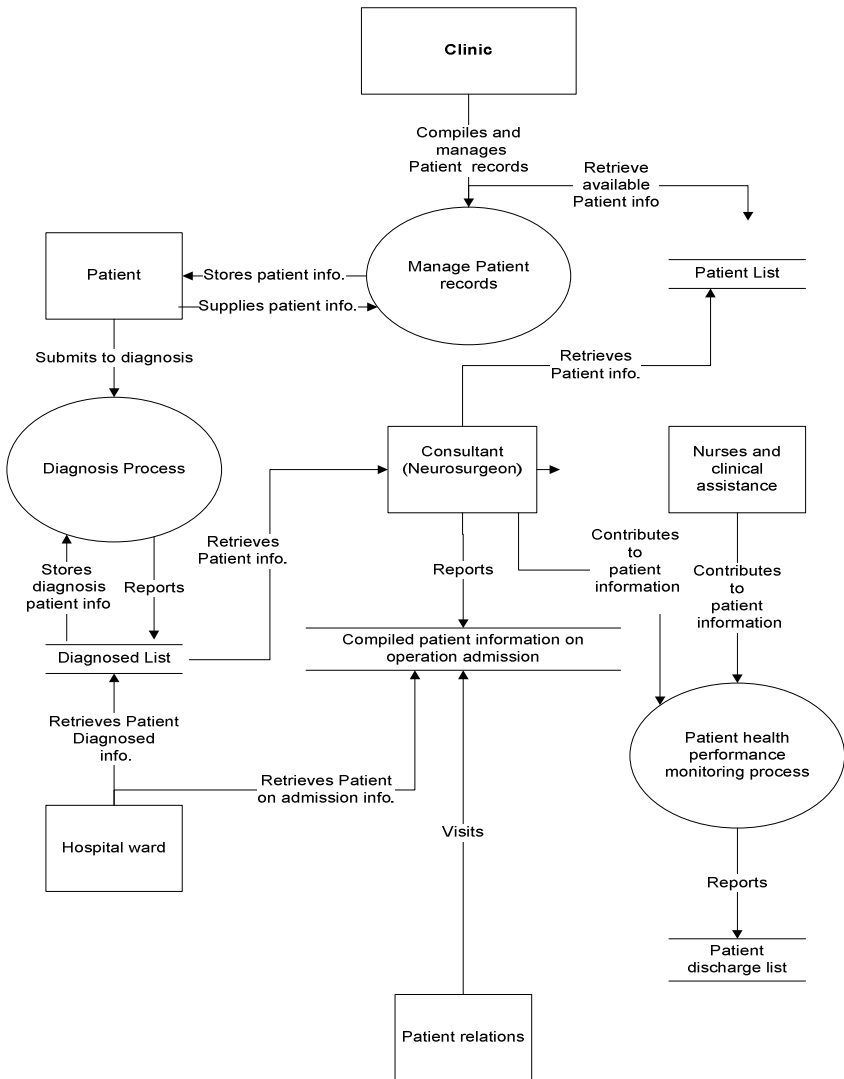 Clinic
Compiles and
manages
Patient records
Retrieve
available
Patient info
Patient
Stores patient info.
Supplies patient info.
Manage Patient
records
Patient List
Submits to diagnosis
Retrieves
Patient info.
Diagnosis Process
Consultant
(Neurosurgeon)
Nurses and
clinical
assistance
Retrieves
Patient info.
Stores
diagnosis
patient info
Reports
Reports
Contributes
to
patient
information
Contributes
to
patient
information
Diagnosed List
Compiled patient information on
operation admission
Retrieves Patient
Diagnosed
info.
Retrieves Patient
on admission info.
Patient health
performance
monitoring process
Hospital ward
Visits
Reports
Patient
discharge list
Patient relations